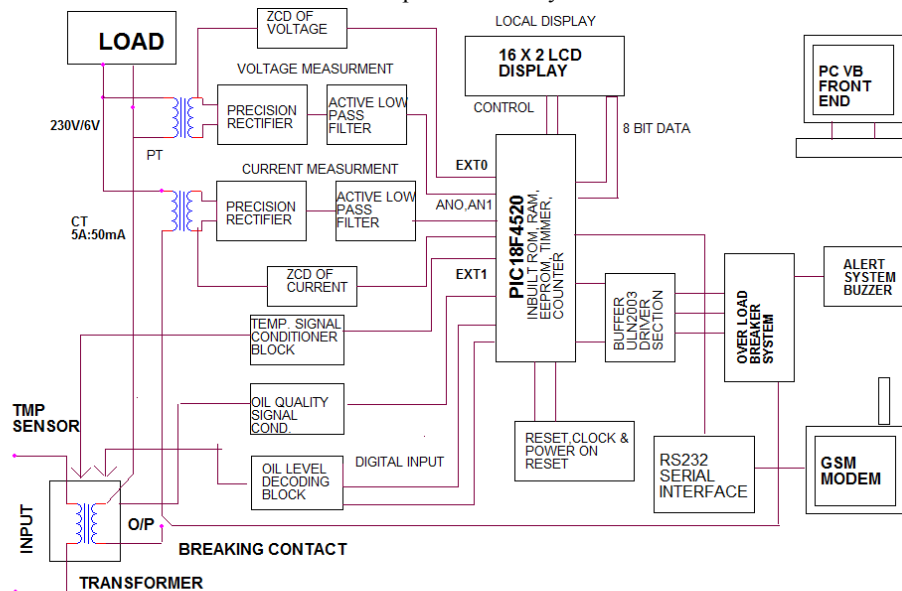 ZCD OF
VOLTAGE
LOCAL DISPLAY
LOAD
16 X 2 LCD
DISPLAY
PC VB
FRONT
END
VOLTAGE MEASURMENT
PRECISION
RECTIFIER
ACTIVE LOW
PASS
FILTER
CONTROL
8 BIT DATA
230V/6V
PT
EXT0
CURRENT MEASURMENT
PRECISION
RECTIFIER
ACTIVE LOW
PASS
FILTER
ANO,AN1
PIC18F4520
INBUILT ROM, RAM,
EEPROM, TIMMER,
COUNTER
CT
5A:50mA
ZCD OF
CURRENT
EXT1
BUFFER
ULN2003
DRIVER
SECTION
OVER LOAD
BREAKER
SYSTEM
ALERT
SYSTEM
BUZZER
TEMP. SIGNAL
CONDITIONER
BLOCK
TMP
SENSOR
OIL QUALITY
SIGNAL
COND.
RESET,CLOCK &
POWER ON
RESET
DIGITAL INPUT
OIL LEVEL
DECODING
BLOCK
RS232
SERIAL
INTERFACE
GSM
MODEM
INPUT
O/P
BREAKING CONTACT
TRANSFORMER